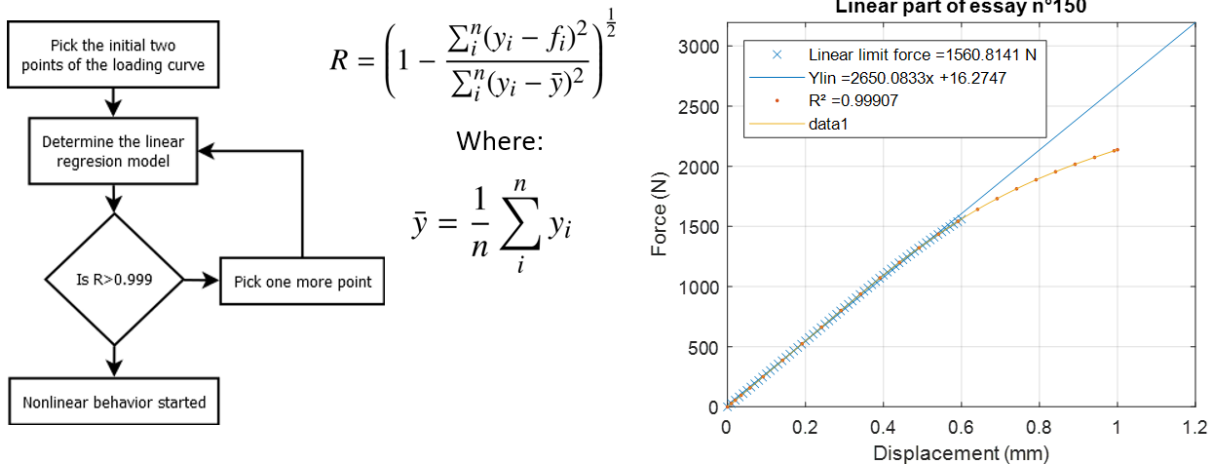 Pick the initial two
points of the loading curve
Determine the linear
regresion model
Is R>0.999
Pick one more point
Nonlinear behavior started
R = (1 − ∑ᵢⁿ(yᵢ − fᵢ)² / ∑ᵢⁿ(yᵢ − ȳ)²)^½
Where:
ȳ = 1/n ∑ᵢⁿ yᵢ
Linear part of essay n°150
Linear limit force =1560.8141 N
Ylin =2650.0833x +16.2747
R² =0.99907
data1
Force (N)
3000
2500
2000
1500
1000
500
0
0 0.2 0.4 0.6 0.8 1 1.2
Displacement (mm)